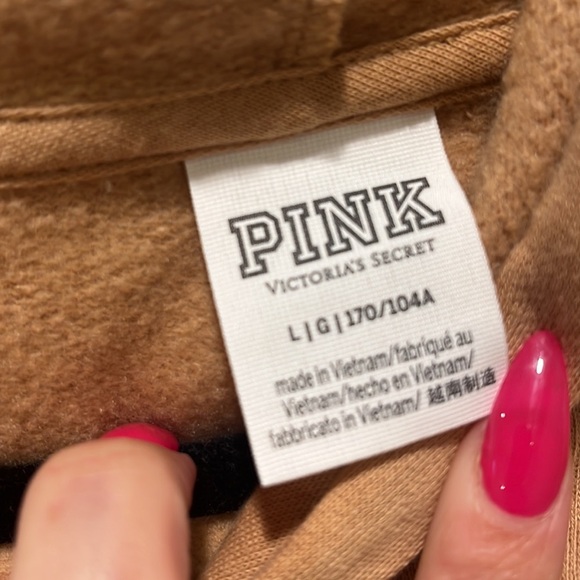 PINK
VICTORIA'S SECRET
L | G | 170/104A
made in Vietnam/fabriqué au
Vietnam/hecho en Vietnam/
fabbricato in Vietnam/ 越南制造